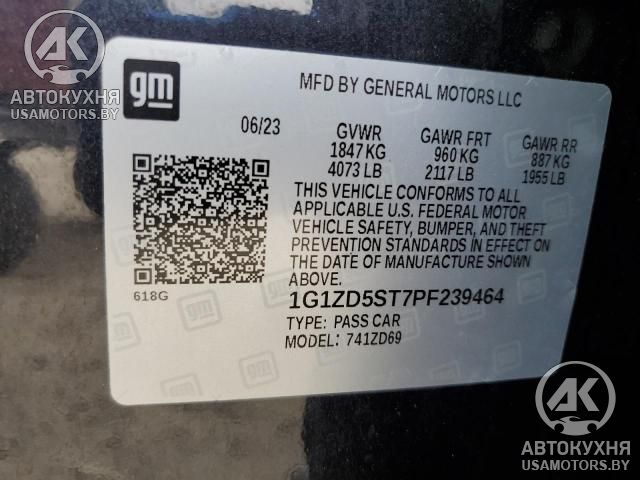 AK
АВТОКУХНЯ
USAMOTORS.BY
gm
MFD BY GENERAL MOTORS LLC
06/23 GVWR GAWR FRT GAWR RR
1847 KG 960 KG 887 KG
4073 LB 2117 LB 1955 LB
THIS VEHICLE CONFORMS TO ALL
APPLICABLE U.S. FEDERAL MOTOR
VEHICLE SAFETY, BUMPER, AND THEFT
PREVENTION STANDARDS IN EFFECT ON
THE DATE OF MANUFACTURE SHOWN
ABOVE.
618G
1G1ZD5ST7PF239464
TYPE: PASS CAR
MODEL: 741ZD69
AK
АВТОКУХНЯ
USAMOTORS.BY